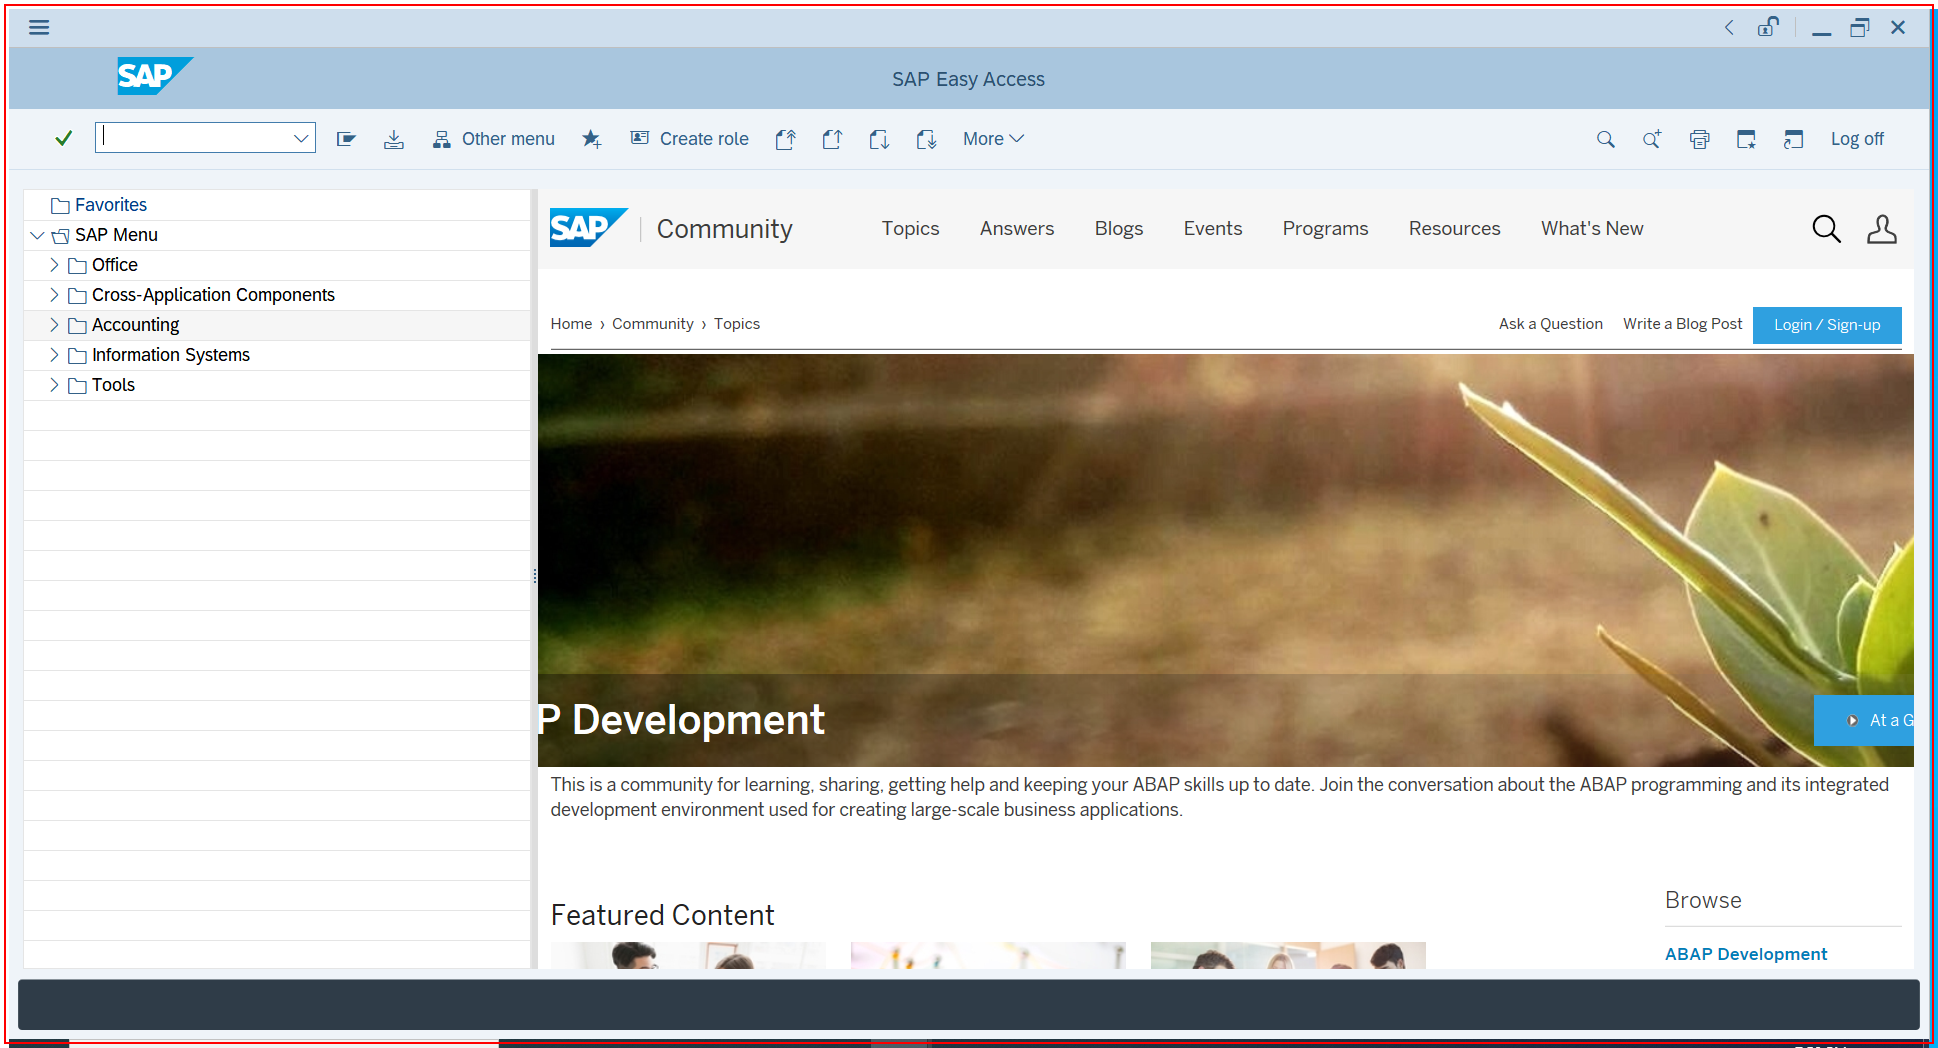 SAP
SAP Easy Access
Other menu
Create role
More
Log off
Favorites
SAP Menu
Office
Cross-Application Components
Accounting
Information Systems
Tools
SAP Community Topics Answers Blogs Events Programs Resources What's New
Home › Community › Topics
Ask a Question Write a Blog Post Login / Sign-up
P Development
At a G
This is a community for learning, sharing, getting help and keeping your ABAP skills up to date. Join the conversation about the ABAP programming and its integrated
development environment used for creating large-scale business applications.
Featured Content
Browse
ABAP Development